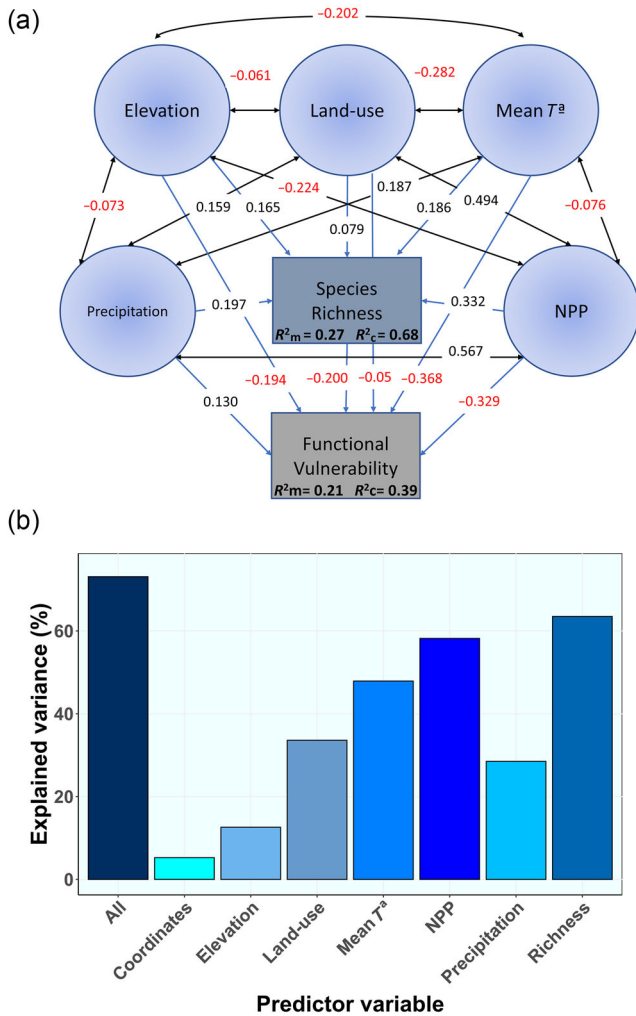 (a)
−0.202
−0.061
−0.282
Elevation
Land-use
Mean Tª
−0.073
0.159
0.165
−0.224
0.079
0.187
0.186
0.494
−0.076
Precipitation
0.197
Species
Richness
R²m = 0.27 R²c = 0.68
0.332
NPP
0.567
−0.194
−0.200
−0.05
−0.368
0.130
−0.329
Functional
Vulnerability
R²m= 0.21 R²c= 0.39
(b)
Explained variance (%)
60
40
20
0
All
Coordinates
Elevation
Land-use
Mean Tª
NPP
Precipitation
Richness
Predictor variable